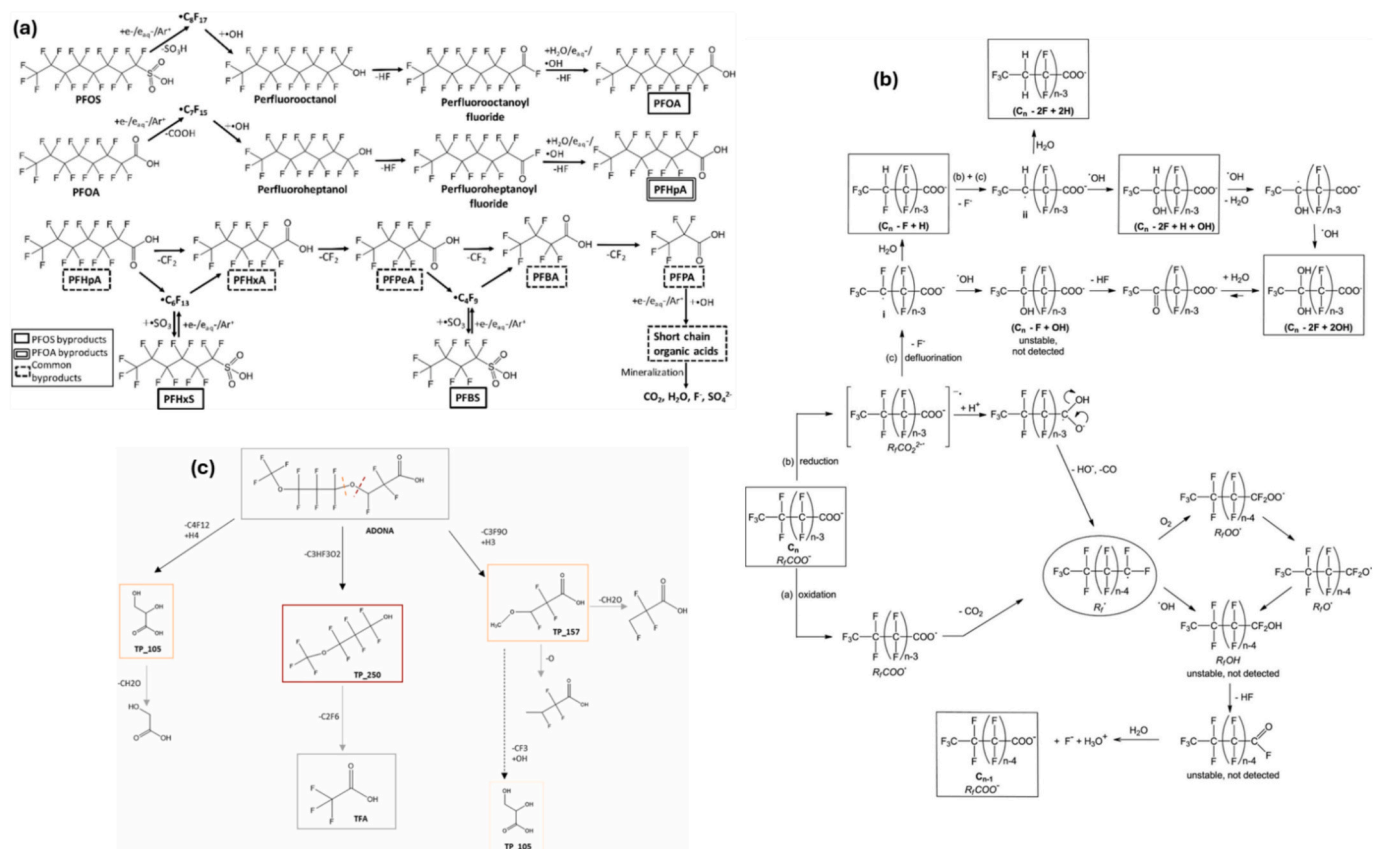 (a)
•C₈F₁₇
+e-/eaq-/Ar⁺
-SO₃H
+•OH
PFOS
Perfluorooctanol
-HF
Perfluorooctanoyl
fluoride
+H₂O/eaq-/
•OH
-HF
PFOA
•C₇F₁₅
+e-/eaq-/Ar⁺
-COOH
+•OH
PFOA
Perfluoroheptanol
-HF
Perfluoroheptanoyl
fluoride
+H₂O/eaq-/
•OH
-HF
PFHpA
PFHpA
-CF₂
PFHxA
-CF₂
PFPeA
-CF₂
PFBA
-CF₂
PFPA
•C₆F₁₃
+•SO₃
+e-/eaq-/Ar⁺
PFHxS
•C₄F₉
+•SO₃
+e-/eaq-/Ar⁺
PFBS
+e-/eaq-/Ar⁺
+•OH
Short chain
organic acids
Mineralization
CO₂, H₂O, F⁻, SO₄²⁻
PFOS byproducts
PFOA byproducts
Common
byproducts
(b)
(Cn - 2F + 2H)
H₂O
(Cn - F + H)
(b) + (c)
- F⁻
ii
˙OH
(Cn - 2F + H + OH)
˙OH
- H₂O
˙OH
H₂O
i
˙OH
(Cn - F + OH)
unstable,
not detected
- HF
+ H₂O
(Cn - 2F + 2OH)
- F⁻
(c) defluorination
(b) reduction
RfCO₂²⁻˙
+ H⁺
- HO⁻, -CO
Cn
RfCOO⁻
(a) oxidation
RfCOO˙
- CO₂
Rf˙
O₂
RfOO˙
RfO˙
˙OH
RfOH
unstable, not detected
- HF
unstable, not detected
H₂O
+ F⁻ + H₃O⁺
Cn-1
RfCOO⁻
(c)
ADONA
-C4F12
+H4
-C3HF3O2
-C3F9O
+H3
TP_105
-CH2O
TP_250
-C2F6
TFA
TP_157
-CH2O
-O
-CF3
+OH
TP_105